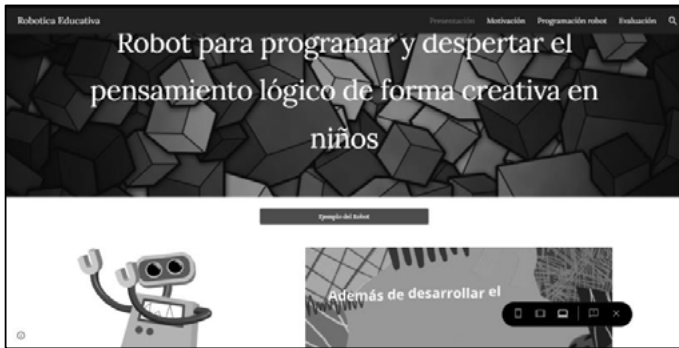 Robotica Educativa
Presentación Motivación Programación robot Evaluación
Robot para programar y despertar el
pensamiento lógico de forma creativa en
niños
Ejemplo del Robot
Además de desarrollar el